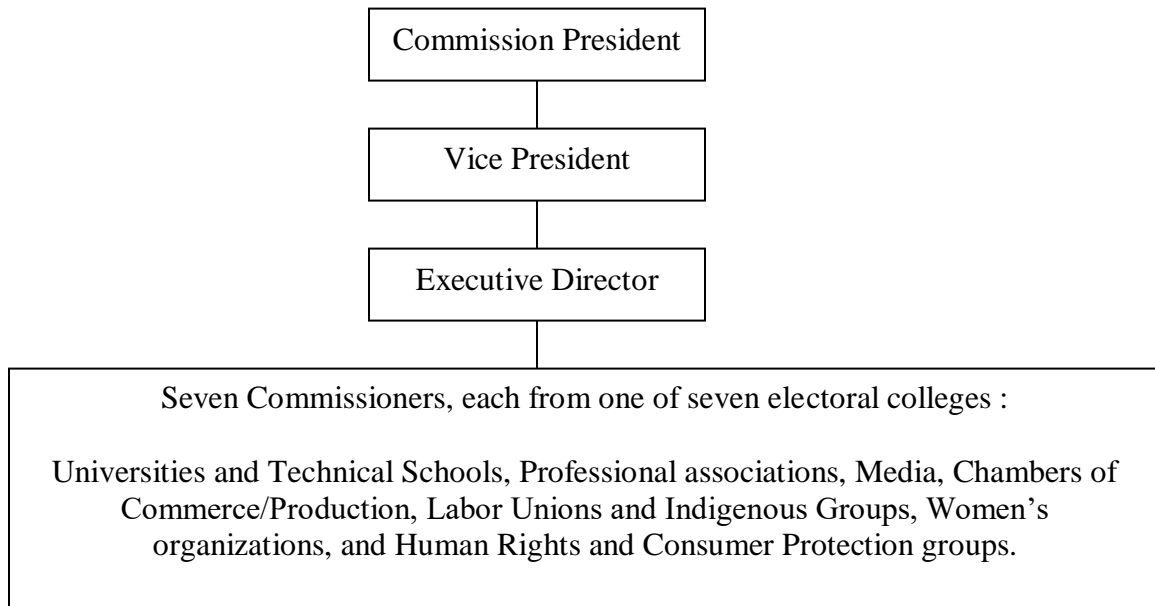 Commission President
Vice President
Executive Director
Seven Commissioners, each from one of seven electoral colleges :
Universities and Technical Schools, Professional associations, Media, Chambers of
Commerce/Production, Labor Unions and Indigenous Groups, Women’s
organizations, and Human Rights and Consumer Protection groups.